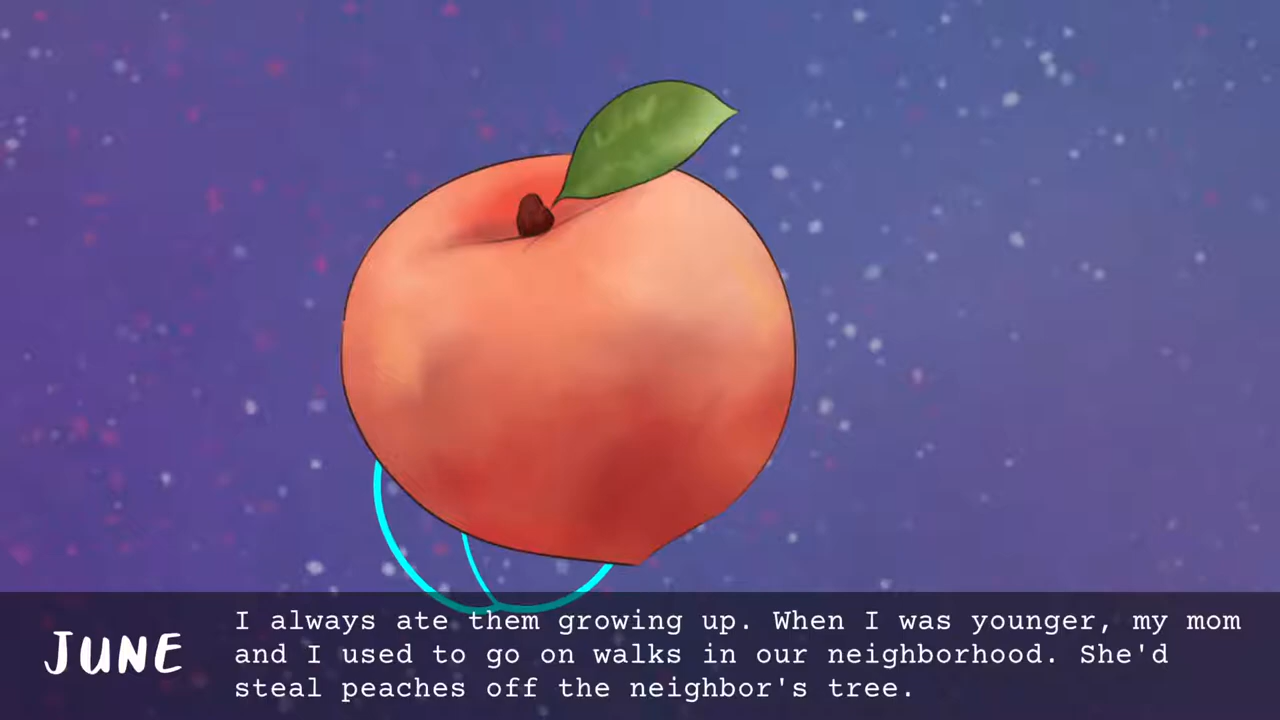 JUNE
I always ate them growing up. When I was younger, my mom
and I used to go on walks in our neighborhood. She'd
steal peaches off the neighbor's tree.